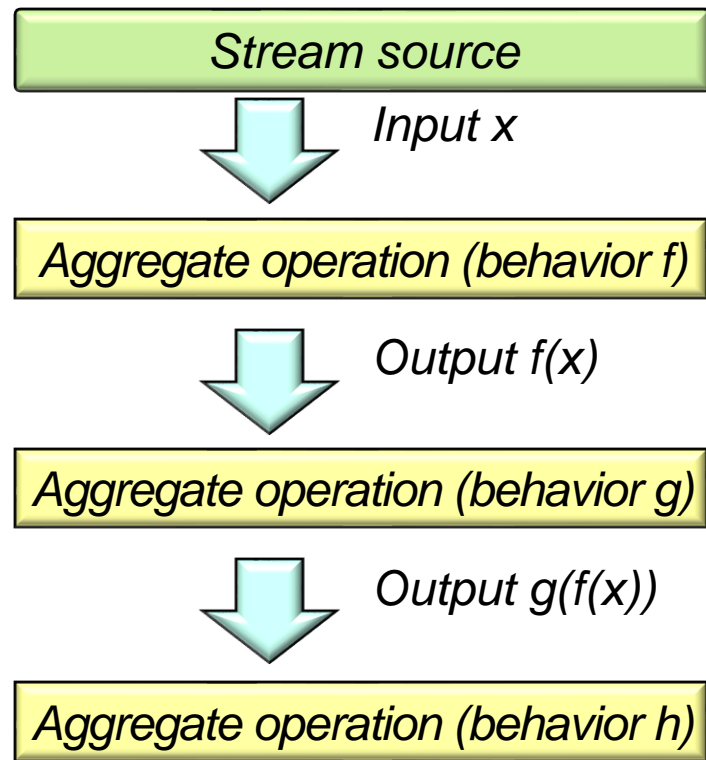 Stream source
Input x
Aggregate operation (behavior f)
Output f(x)
Aggregate operation (behavior g)
Output g(f(x))
Aggregate operation (behavior h)